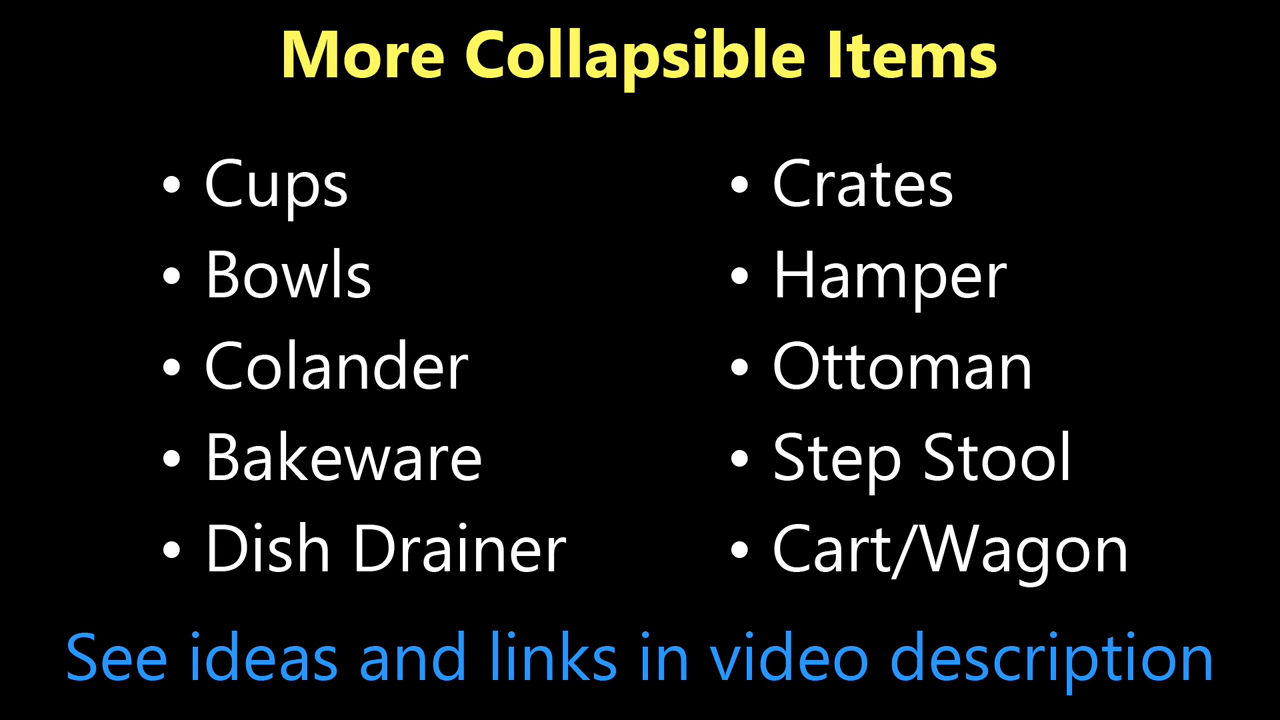 More Collapsible Items
• Cups
• Bowls
• Colander
• Bakeware
• Dish Drainer
• Crates
• Hamper
• Ottoman
• Step Stool
• Cart/Wagon
See ideas and links in video description